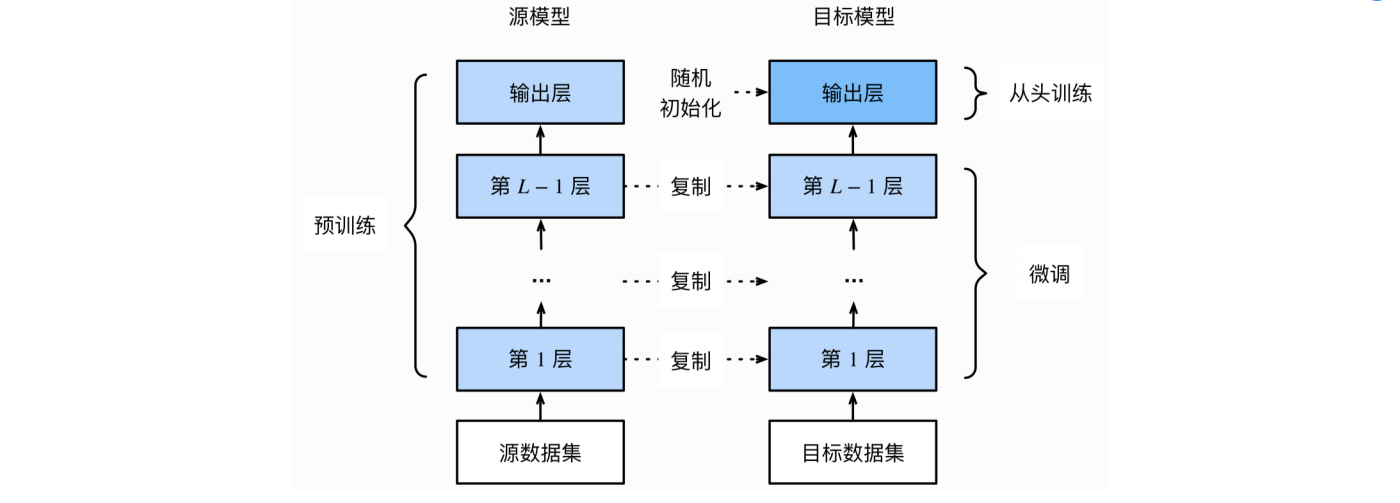 源模型
目标模型
随机
初始化
输出层
输出层
从头训练
第 L − 1 层
复制
第 L − 1 层
预训练
...
复制
...
微调
第 1 层
复制
第 1 层
源数据集
目标数据集